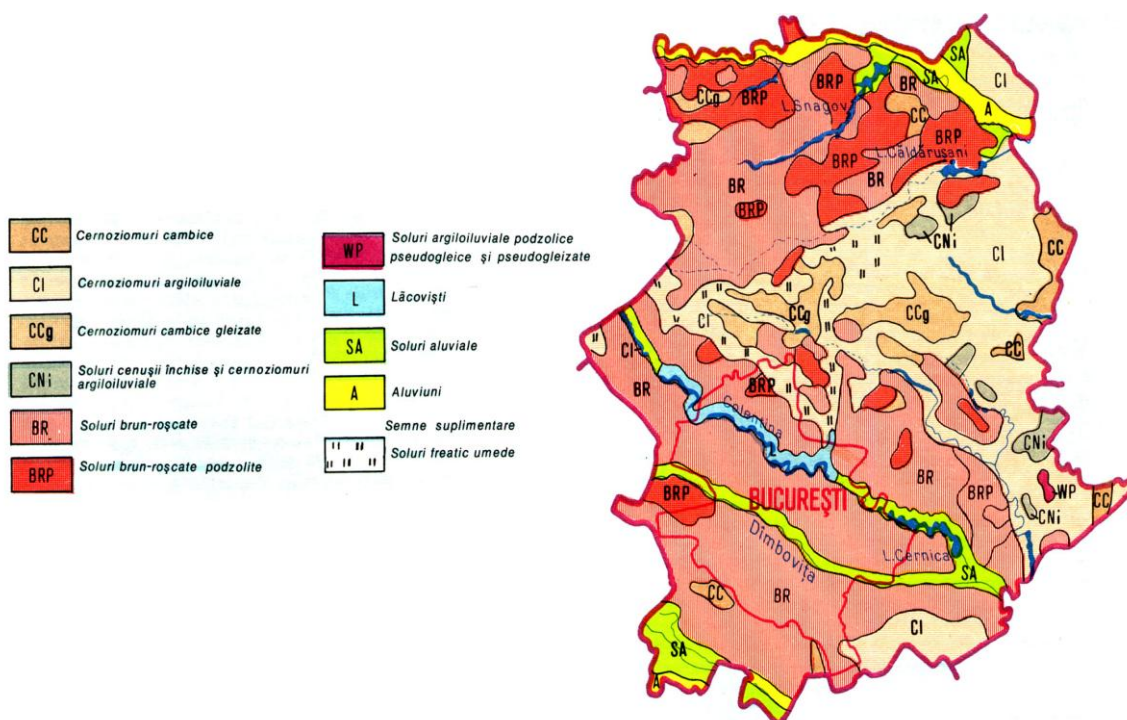 CC Cernoziomuri cambice
CI Cernoziomuri argiloiluviale
CCg Cernoziomuri cambice gleizate
CNi Soluri cenușii închise și cernoziomuri
argiloiluviale
BR Soluri brun-roșcate
BRP Soluri brun-roșcate podzolite
WP Soluri argiloiluviale podzolice
pseudogleice și pseudogleizate
L Lăcoviști
SA Soluri aluviale
A Aluviuni
Semne suplimentare
Soluri freatic umede
SA
CI
BRP
BRP
BR
SA
CCg
L.Snagov
CC
A
BRP
BRP
L.Căldărușani
BR
BR
BRP
CNi
CI
CC
CCg
CCg
CI
CI
CC
BR
BRP
Colentina
L
CNi
BR
BRP
WP
CC
BRP
BUCUREȘTI
CNi
Dîmbovița
L.Cernica
SA
CC
BR
CI
SA
A